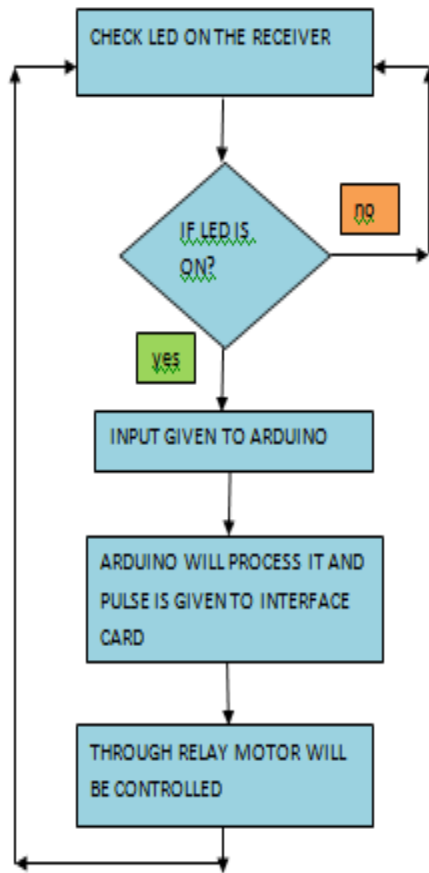 CHECK LED ON THE RECEIVER
IF LED IS
ON?
no
yes
INPUT GIVEN TO ARDUINO
ARDUINO WILL PROCESS IT AND
PULSE IS GIVEN TO INTERFACE
CARD
THROUGH RELAY MOTOR WILL
BE CONTROLLED